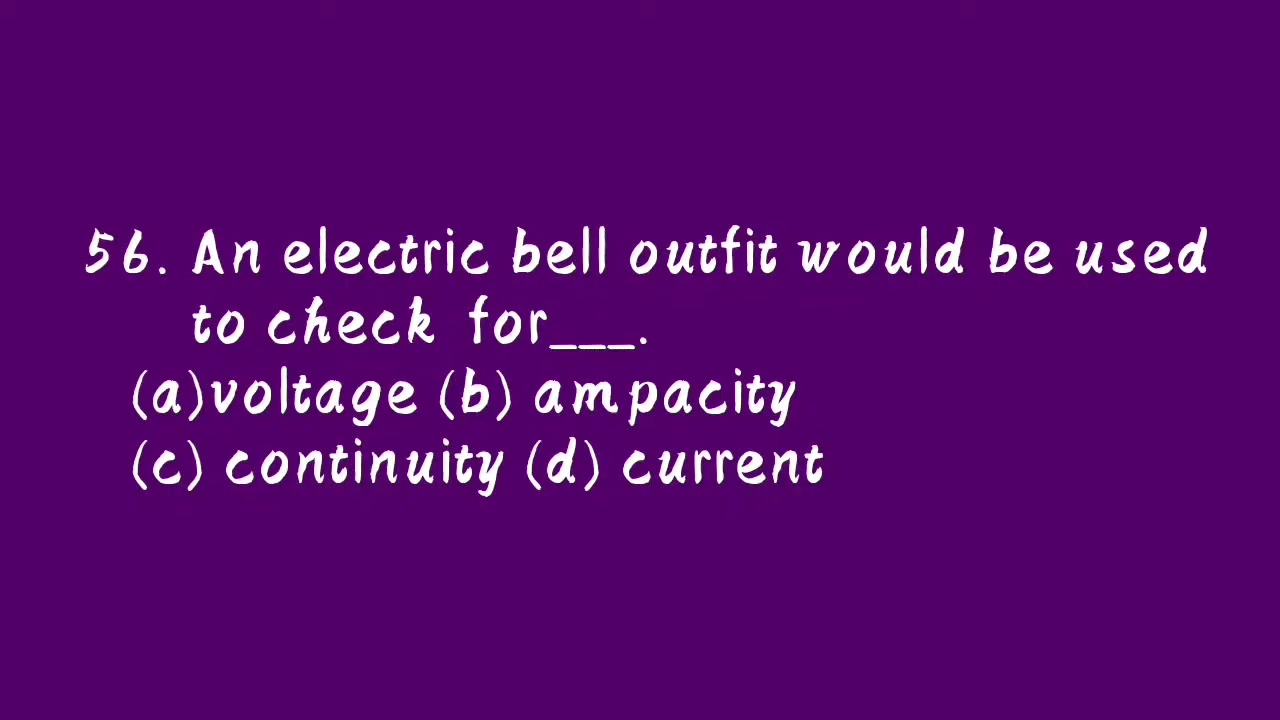 56. An electric bell outfit would be used
to check for___.
(a)voltage (b) ampacity
(c) continuity (d) current